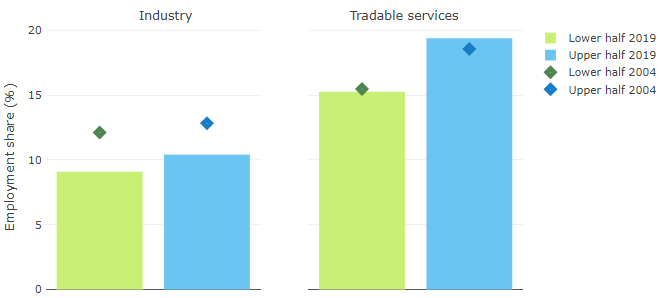 Industry
Tradable services
Employment share (%)
20
15
10
5
0
Lower half 2019
Upper half 2019
Lower half 2004
Upper half 2004